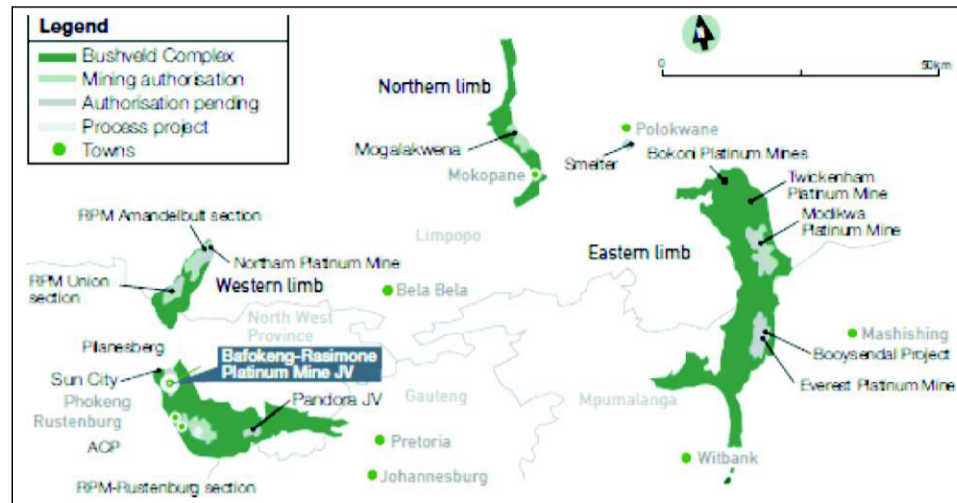 Legend
Bushveld Complex
Mining authorisation
Authorisation pending
Process project
Towns
0
50km
Northern limb
Mogalakwena
Mokopane
Polokwane
Smelter
Bokoni Platinum Mines
Twickenham
Platinum Mine
Modikwa
Platinum Mine
RPM Amandelbult section
Northam Platinum Mine
Limpopo
Eastern limb
RPM Union
section
Western limb
Bela Bela
North West
Province
Mashishing
Booysendal Project
Everest Platinum Mine
Pilanesberg
Bafokeng-Rasimone
Platinum Mine JV
Sun City
Pandora JV
Gauteng
Mpumalanga
Phokeng
Rustenburg
ACP
Pretoria
Witbank
Johannesburg
RPM-Rustenburg section